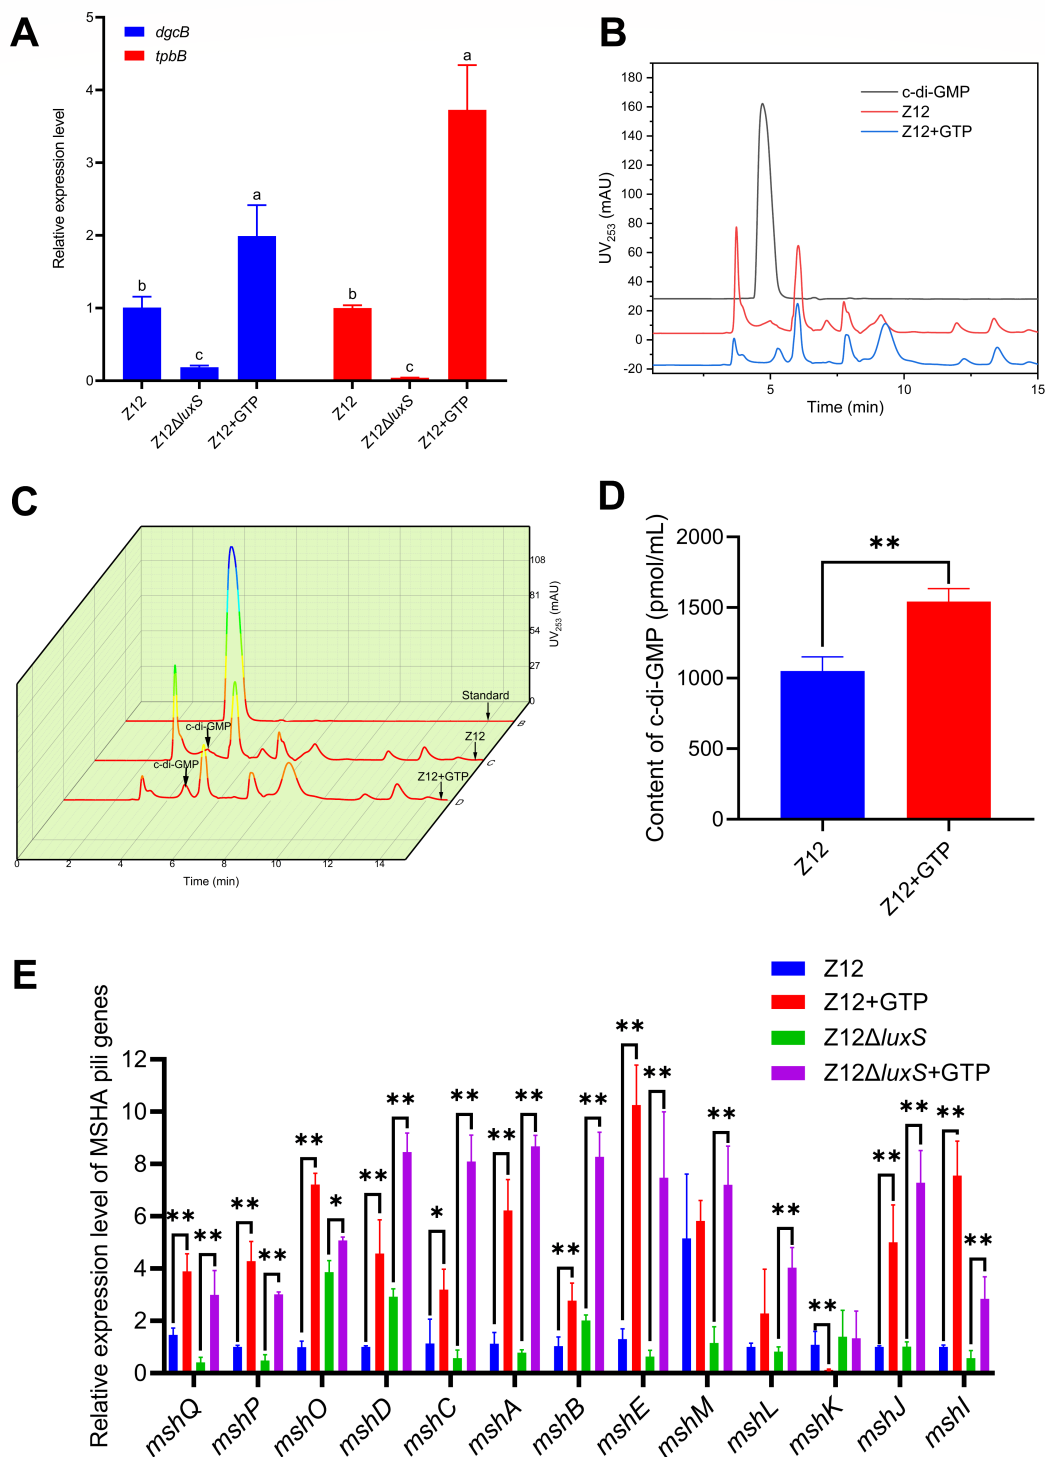 A
dgcB
tpbB
Relative expression level
5
4
3
2
1
0
b
c
a
b
c
a
Z12
Z12ΔluxS
Z12+GTP
Z12
Z12ΔluxS
Z12+GTP
B
c-di-GMP
Z12
Z12+GTP
UV253 (mAU)
180
160
140
120
100
80
60
40
20
0
-20
5
10
15
Time (min)
C
108
81
54
27
0
UV253 (mAU)
Standard
B
c-di-GMP
Z12
C
c-di-GMP
Z12+GTP
D
0
2
4
6
8
10
12
14
Time (min)
D
Content of c-di-GMP (pmol/mL)
2000
1500
1000
500
0
**
Z12
Z12+GTP
E
Z12
Z12+GTP
Z12ΔluxS
Z12ΔluxS+GTP
Relative expression level of MSHA pili genes
12
10
8
6
4
2
0
**
**
**
**
**
*
**
**
*
**
**
**
**
**
**
**
**
**
**
**
**
**
**
mshQ
mshP
mshO
mshD
mshC
mshA
mshB
mshE
mshM
mshL
mshK
mshJ
mshI